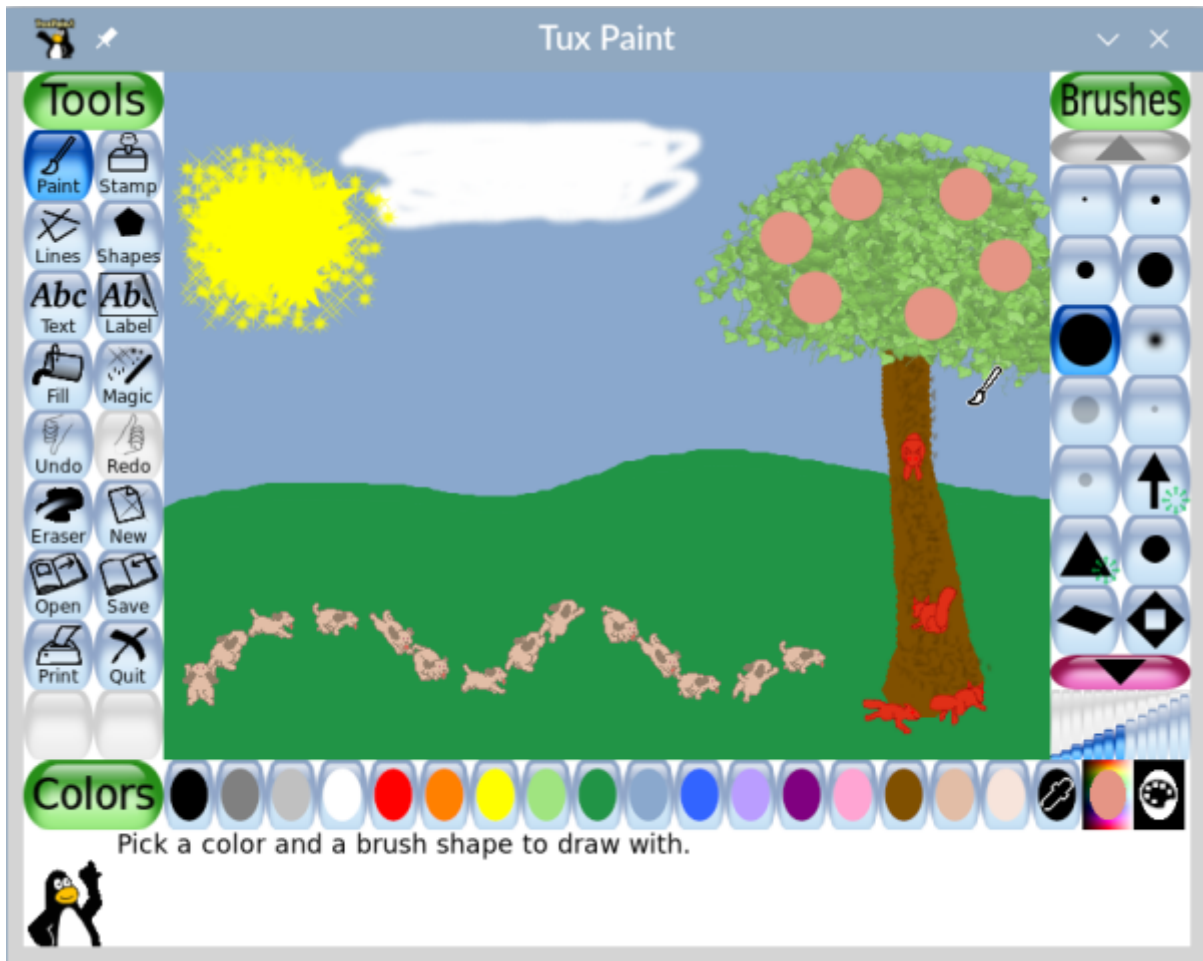 Tux Paint
Tools
Brushes
Paint
Stamp
Lines
Shapes
Abc
Abc
Text
Label
Fill
Magic
Undo
Redo
Eraser
New
Open
Save
Print
Quit
Colors
Pick a color and a brush shape to draw with.